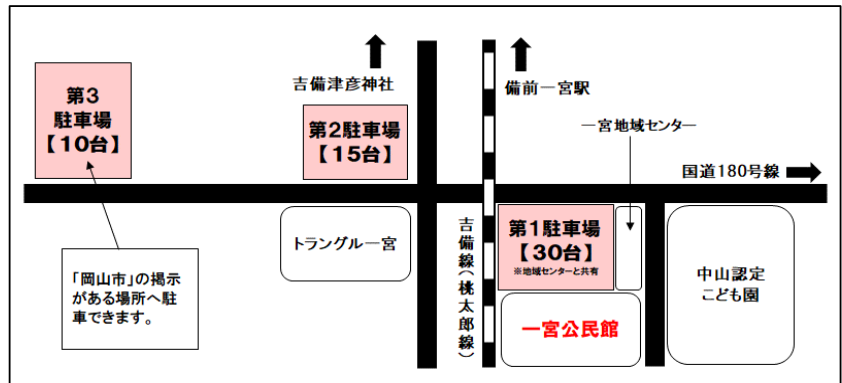 吉備津彦神社
備前一宮駅
第3
駐車場
【10台】
第2駐車場
【15台】
一宮地域センター
国道180号線
トラングル一宮
吉備線(桃太郎線)
第1駐車場
【30台】
※地域センターと共有
「岡山市」の掲示
がある場所へ駐
車できます。
一宮公民館
中山認定
こども園